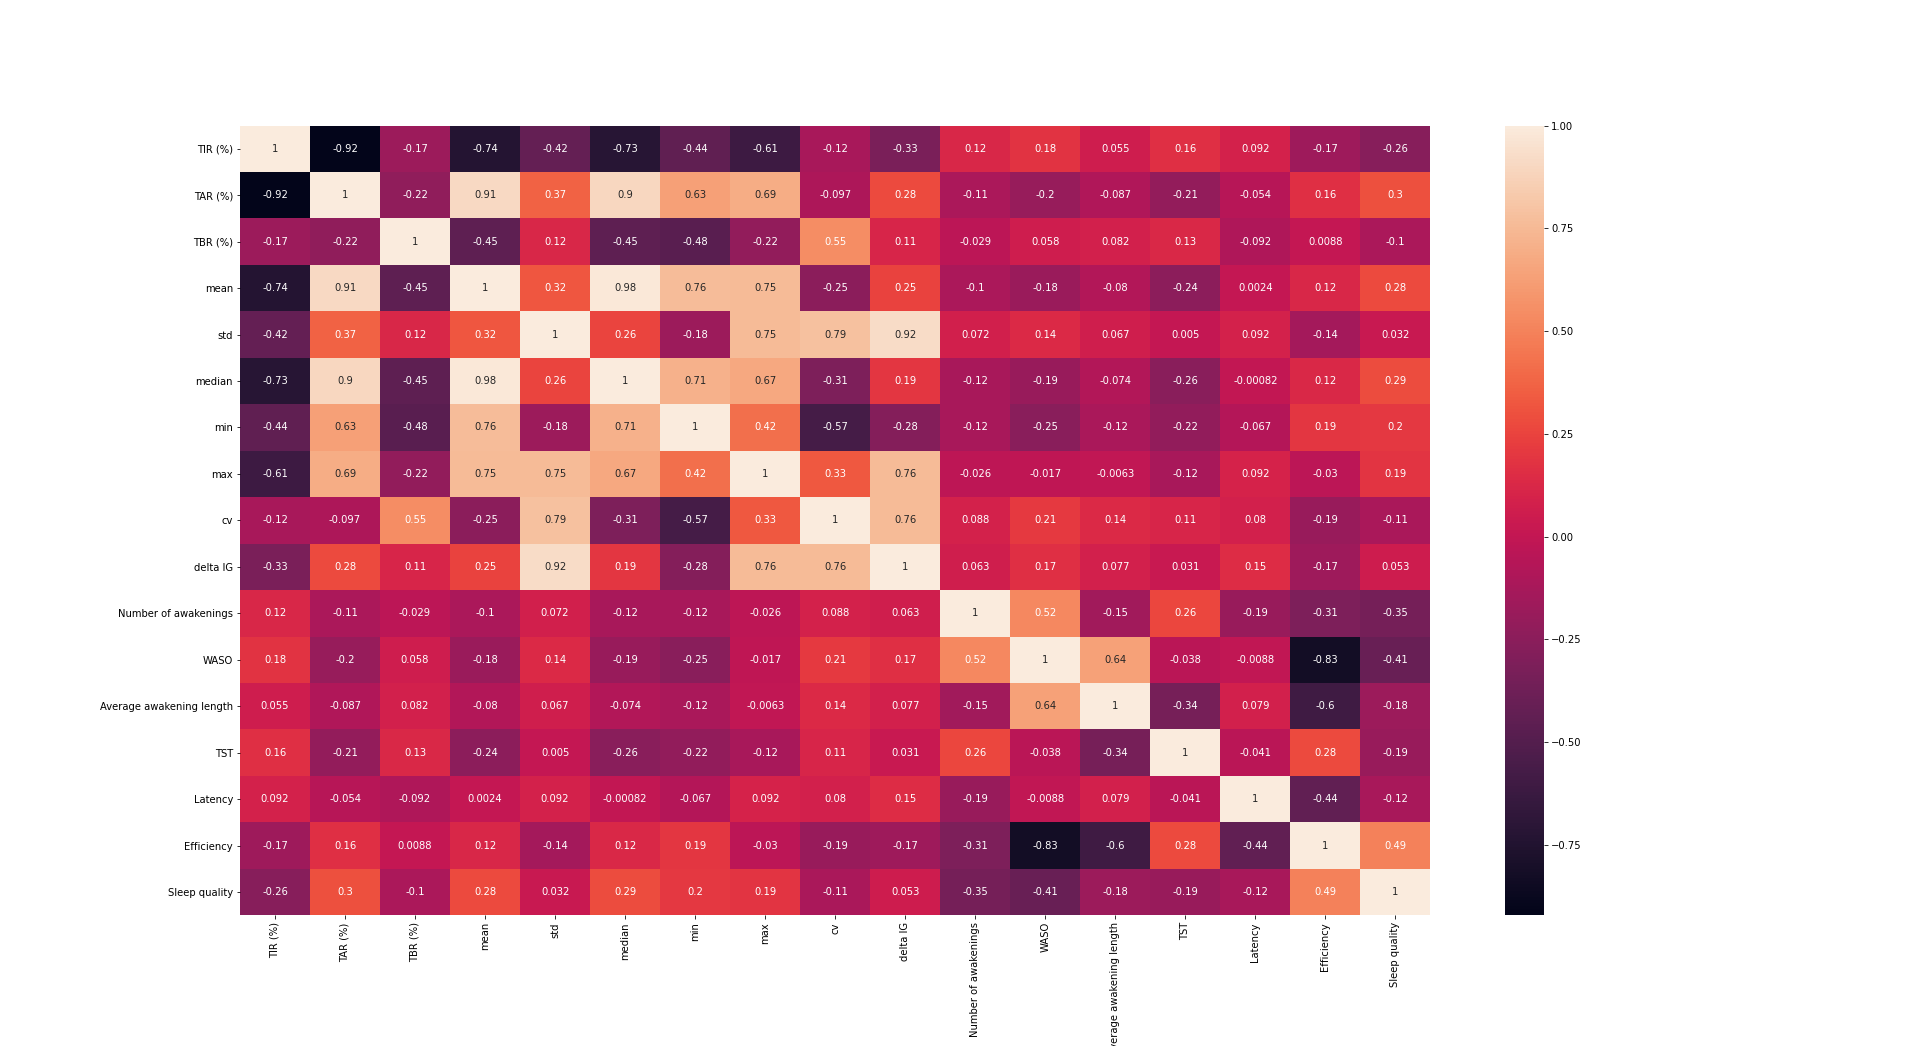 TIR (%) 1 -0.92 -0.17 -0.74 -0.42 -0.73 -0.44 -0.61 -0.12 -0.33 0.12 0.18 0.055 0.16 0.092 -0.17 -0.26
TAR (%) -0.92 1 -0.22 0.91 0.37 0.9 0.63 0.69 -0.097 0.28 -0.11 -0.2 -0.087 -0.21 -0.054 0.16 0.3
TBR (%) -0.17 -0.22 1 -0.45 0.12 -0.45 -0.48 -0.22 0.55 0.11 -0.029 0.058 0.082 0.13 -0.092 0.0088 -0.1
mean -0.74 0.91 -0.45 1 0.32 0.98 0.76 0.75 -0.25 0.25 -0.1 -0.18 -0.08 -0.24 0.0024 0.12 0.28
std -0.42 0.37 0.12 0.32 1 0.26 -0.18 0.75 0.79 0.92 0.072 0.14 0.067 0.005 0.092 -0.14 0.032
median -0.73 0.9 -0.45 0.98 0.26 1 0.71 0.67 -0.31 0.19 -0.12 -0.19 -0.074 -0.26 -0.00082 0.12 0.29
min -0.44 0.63 -0.48 0.76 -0.18 0.71 1 0.42 -0.57 -0.28 -0.12 -0.25 -0.12 -0.22 -0.067 0.19 0.2
max -0.61 0.69 -0.22 0.75 0.75 0.67 0.42 1 0.33 0.76 -0.026 -0.017 -0.0063 -0.12 0.092 -0.03 0.19
cv -0.12 -0.097 0.55 -0.25 0.79 -0.31 -0.57 0.33 1 0.76 0.088 0.21 0.14 0.11 0.08 -0.19 -0.11
delta IG -0.33 0.28 0.11 0.25 0.92 0.19 -0.28 0.76 0.76 1 0.063 0.17 0.077 0.031 0.15 -0.17 0.053
Number of awakenings 0.12 -0.11 -0.029 -0.1 0.072 -0.12 -0.12 -0.026 0.088 0.063 1 0.52 -0.15 0.26 -0.19 -0.31 -0.35
WASO 0.18 -0.2 0.058 -0.18 0.14 -0.19 -0.25 -0.017 0.21 0.17 0.52 1 0.64 -0.038 -0.0088 -0.83 -0.41
Average awakening length 0.055 -0.087 0.082 -0.08 0.067 -0.074 -0.12 -0.0063 0.14 0.077 -0.15 0.64 1 -0.34 0.079 -0.6 -0.18
TST 0.16 -0.21 0.13 -0.24 0.005 -0.26 -0.22 -0.12 0.11 0.031 0.26 -0.038 -0.34 1 -0.041 0.28 -0.19
Latency 0.092 -0.054 -0.092 0.0024 0.092 -0.00082 -0.067 0.092 0.08 0.15 -0.19 -0.0088 0.079 -0.041 1 -0.44 -0.12
Efficiency -0.17 0.16 0.0088 0.12 -0.14 0.12 0.19 -0.03 -0.19 -0.17 -0.31 -0.83 -0.6 0.28 -0.44 1 0.49
Sleep quality -0.26 0.3 -0.1 0.28 0.032 0.29 0.2 0.19 -0.11 0.053 -0.35 -0.41 -0.18 -0.19 -0.12 0.49 1
TIR (%)
TAR (%)
TBR (%)
mean
std
median
min
max
cv
delta IG
Number of awakenings
WASO
verage awakening length
TST
Latency
Efficiency
Sleep quality
1.00
0.75
0.50
0.25
0.00
−0.25
−0.50
−0.75